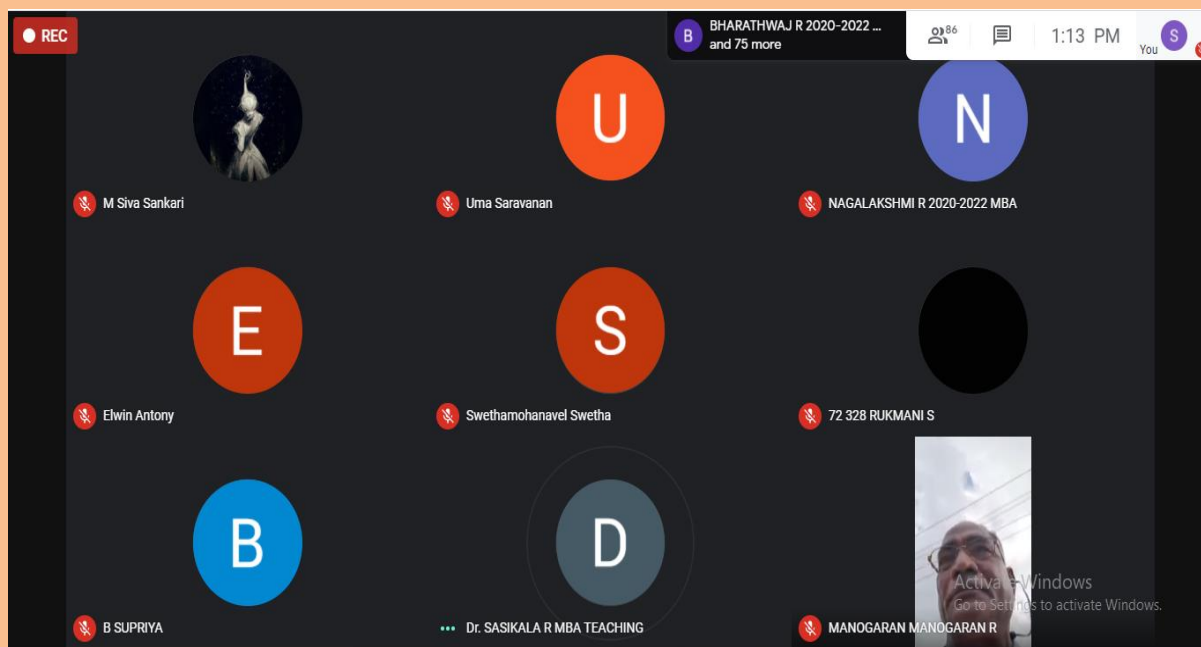 REC
B
BHARATHWAJ R 2020-2022 ...
and 75 more
86
1:13 PM
You
S
U
N
M Siva Sankari
Uma Saravanan
NAGALAKSHMI R 2020-2022 MBA
E
S
Elwin Antony
Swethamohanavel Swetha
72 328 RUKMANI S
B
D
Activate Windows
Go to Settings to activate Windows.
B SUPRIYA
Dr. SASIKALA R MBA TEACHING
MANOGARAN MANOGARAN R